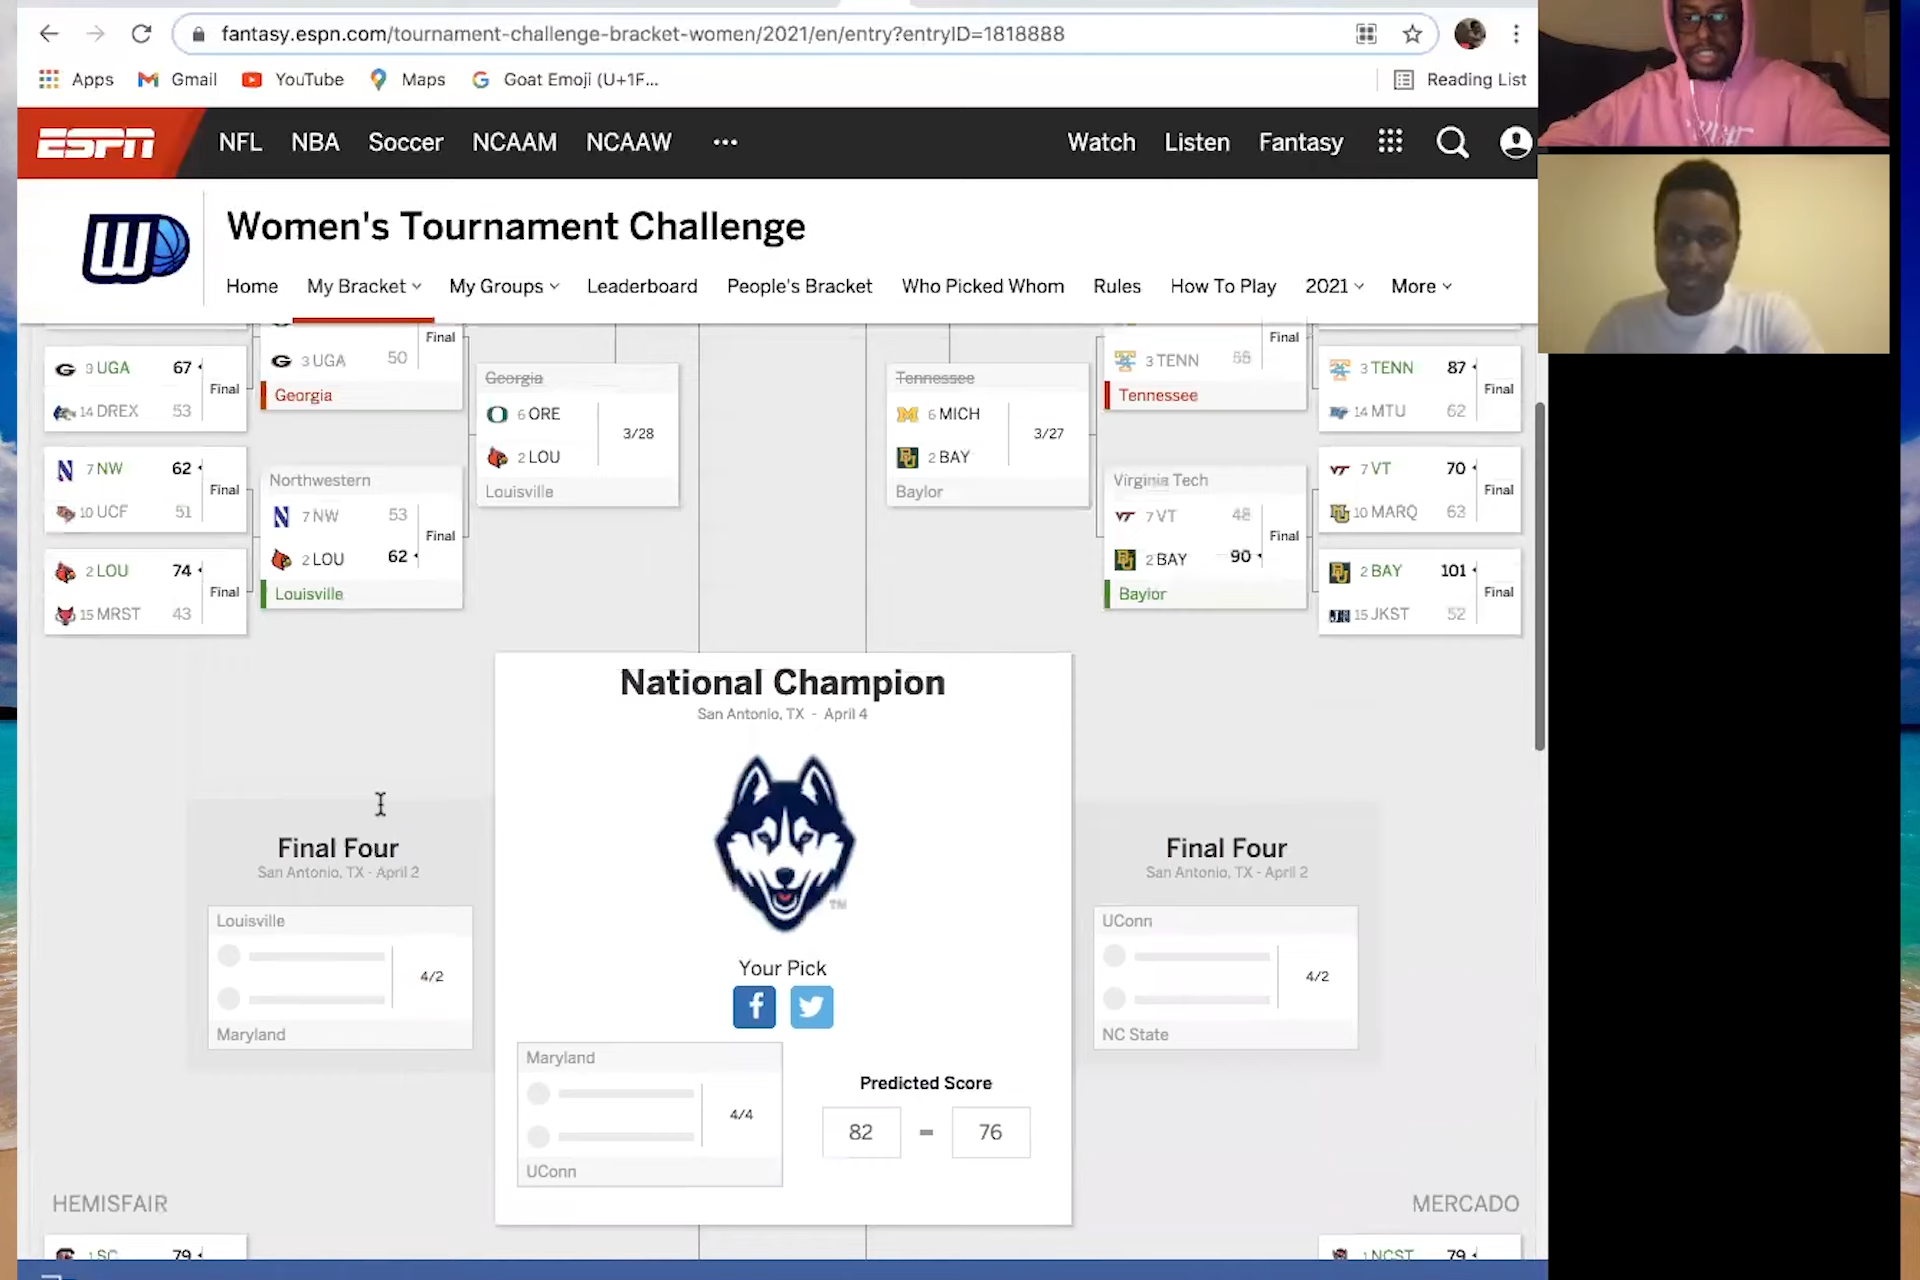 fantasy.espn.com/tournament-challenge-bracket-women/2021/en/entry?entryID=1818888
Apps Gmail YouTube Maps Goat Emoji (U+1F... Reading List
ESPN NFL NBA Soccer NCAAM NCAAW ... Watch Listen Fantasy
W
Women's Tournament Challenge
Home My Bracket My Groups Leaderboard People's Bracket Who Picked Whom Rules How To Play 2021 More
9 UGA 67
14 DREX 53
Final
3 UGA 50
Final
Georgia
7 NW 62
10 UCF 51
Final
Northwestern
7 NW 53
2 LOU 62
Final
Louisville
2 LOU 74
15 MRST 43
Final
Georgia
6 ORE
2 LOU
3/28
Louisville
Tennessee
6 MICH
2 BAY
3/27
Baylor
3 TENN
Final
Tennessee
3 TENN 87
14 MTU 62
Final
Virginia Tech
7 VT 48
2 BAY 90
Final
Baylor
7 VT 70
10 MARQ 63
Final
2 BAY 101
15 JKST 52
Final
National Champion
San Antonio, TX - April 4
TM
Your Pick
Maryland
4/4
UConn
Predicted Score
82 - 76
Final Four
San Antonio, TX - April 2
Louisville
4/2
Maryland
Final Four
San Antonio, TX - April 2
UConn
4/2
NC State
HEMISFAIR
MERCADO
1 SC 79
1 NCST 79